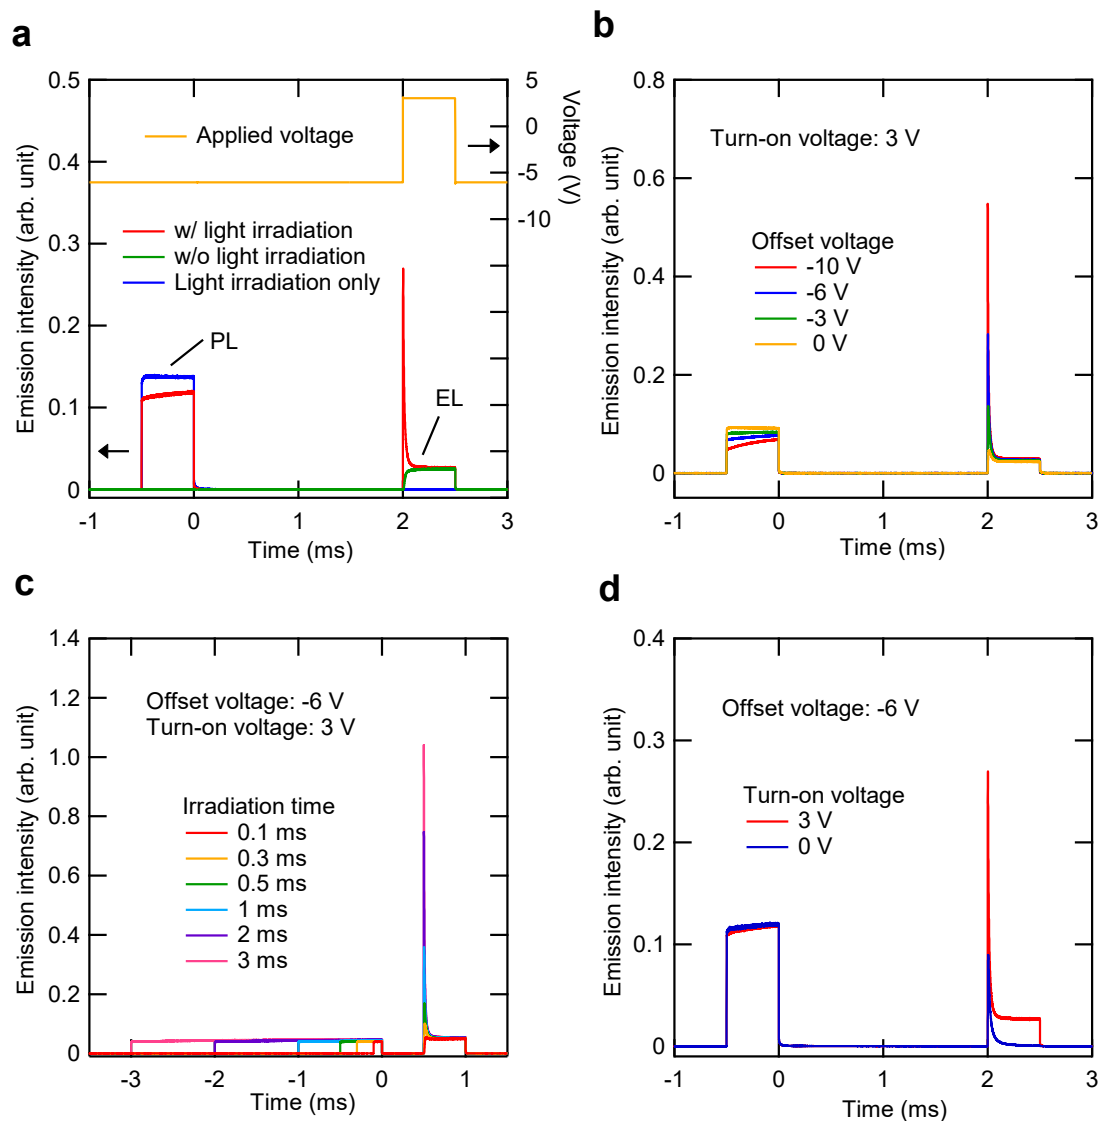 a
0.5
0.4
0.3
0.2
0.1
0
Emission intensity (arb. unit)
5
0
-5
-10
Voltage (V)
Applied voltage
w/ light irradiation
w/o light irradiation
Light irradiation only
PL
EL
-1
0
1
2
3
Time (ms)
b
0.8
0.6
0.4
0.2
0
Emission intensity (arb. unit)
Turn-on voltage: 3 V
Offset voltage
-10 V
-6 V
-3 V
0 V
-1
0
1
2
3
Time (ms)
c
1.4
1.2
1.0
0.8
0.6
0.4
0.2
0
Emission intensity (arb. unit)
Offset voltage: -6 V
Turn-on voltage: 3 V
Irradiation time
0.1 ms
0.3 ms
0.5 ms
1 ms
2 ms
3 ms
-3
-2
-1
0
1
Time (ms)
d
0.4
0.3
0.2
0.1
0
Emission intensity (arb. unit)
Offset voltage: -6 V
Turn-on voltage
3 V
0 V
-1
0
1
2
3
Time (ms)